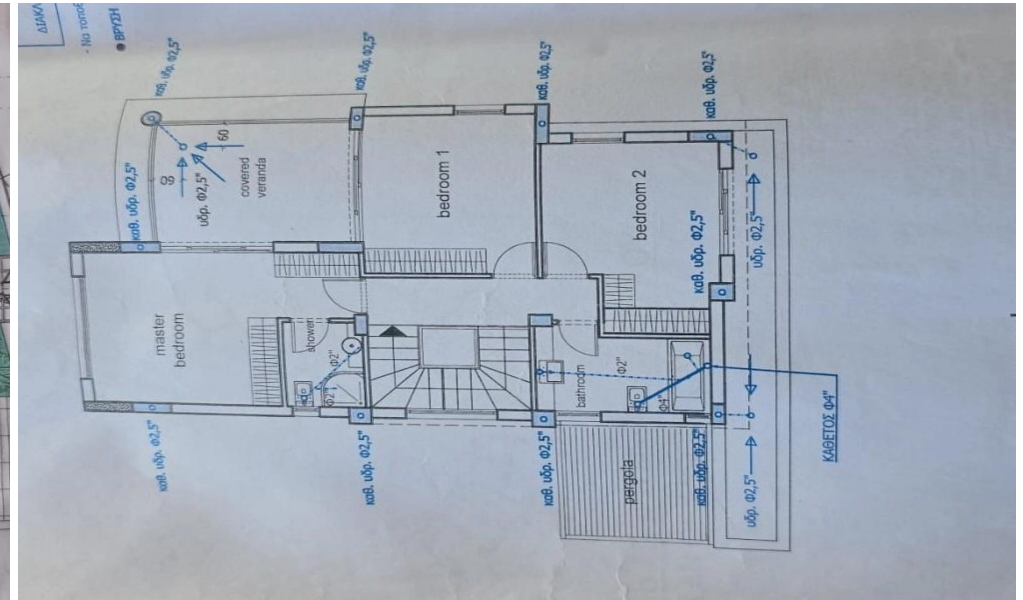 ΔΙΑΚΛ
- Να τοποθ
● ΒΡΥΣΗ
καθ. υδρ. Φ2,5"
καθ. υδρ. Φ2,5"
καθ. υδρ. Φ2,5"
καθ. υδρ. Φ2,5"
καθ. υδρ. Φ2,5"
60
60
υδρ. Φ2,5"
covered
veranda
bedroom 1
bedroom 2
καθ. υδρ. Φ2,5"
υδρ. Φ2,5"
master
bedroom
shower
Φ2"
Φ2"
bathroom
Φ2"
Φ4"
καθ. υδρ. Φ2,5"
καθ. υδρ. Φ2,5"
καθ. υδρ. Φ2,5"
καθ. υδρ. Φ2,5"
pergola
υδρ. Φ2,5"
ΚΑΘΕΤΟΣ Φ4"